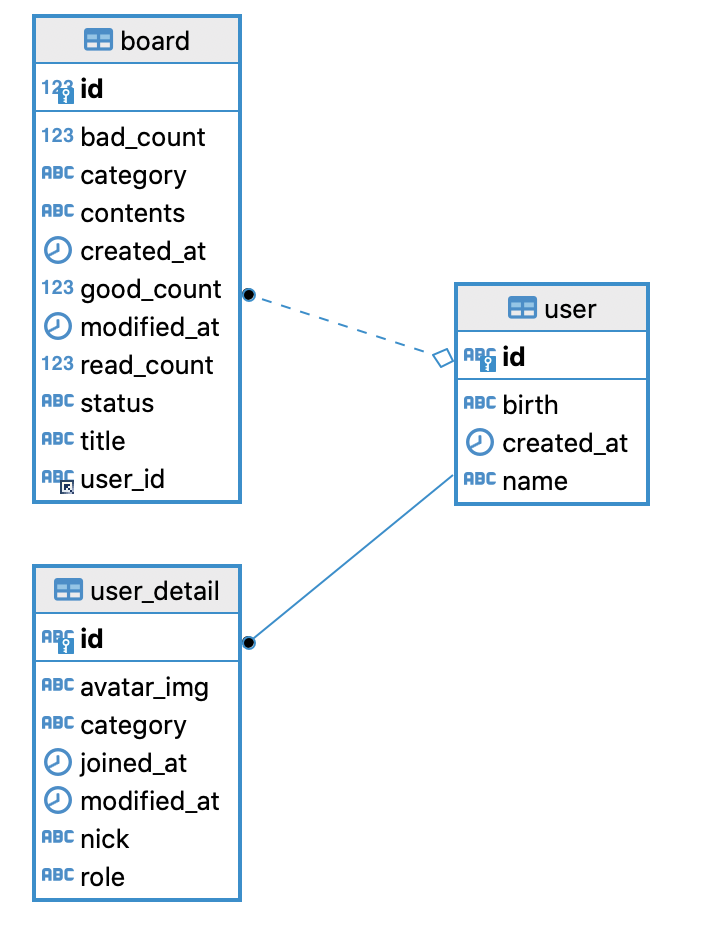 board
123 id
123 bad_count
ABC category
ABC contents
created_at
123 good_count
modified_at
123 read_count
ABC status
ABC title
ABC user_id
user
ABC id
ABC birth
created_at
ABC name
user_detail
ABC id
ABC avatar_img
ABC category
joined_at
modified_at
ABC nick
ABC role